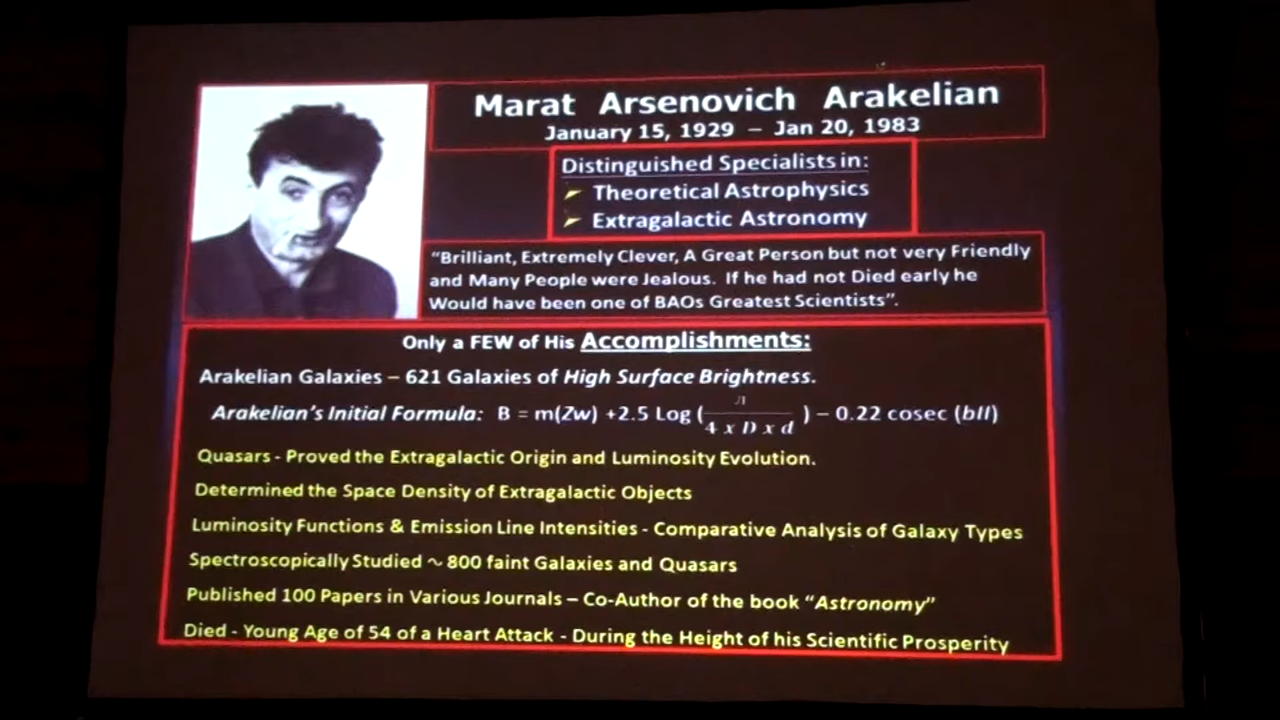 Marat Arsenovich Arakelian
January 15, 1929 – Jan 20, 1983
Distinguished Specialists in:
➢ Theoretical Astrophysics
➢ Extragalactic Astronomy
“Brilliant, Extremely Clever, A Great Person but not very Friendly
and Many People were Jealous. If he had not Died early he
Would have been one of BAOs Greatest Scientists”.
Only a FEW of His Accomplishments:
Arakelian Galaxies – 621 Galaxies of High Surface Brightness.
Arakelian’s Initial Formula: B = m(Zw) +2.5 Log ( π / 4 x D x d ) – 0.22 cosec (bII)
Quasars - Proved the Extragalactic Origin and Luminosity Evolution.
Determined the Space Density of Extragalactic Objects
Luminosity Functions & Emission Line Intensities - Comparative Analysis of Galaxy Types
Spectroscopically Studied ~ 800 faint Galaxies and Quasars
Published 100 Papers in Various Journals – Co-Author of the book “Astronomy”
Died - Young Age of 54 of a Heart Attack - During the Height of his Scientific Prosperity